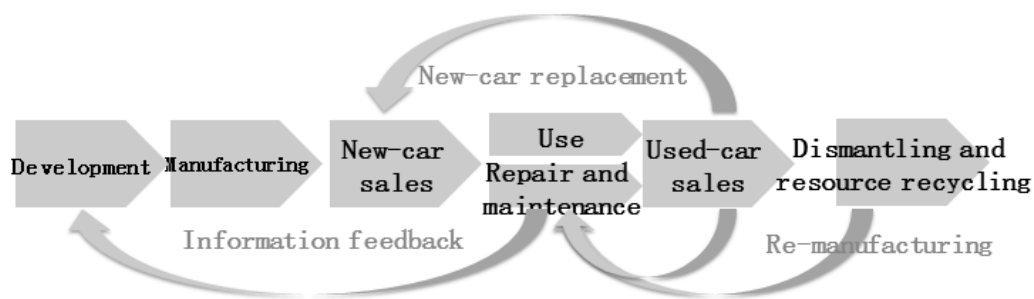 New-car replacement
Development
Manufacturing
New-car
sales
Use
Repair and
maintenance
Used-car
sales
Dismantling and
resource recycling
Information feedback
Re-manufacturing